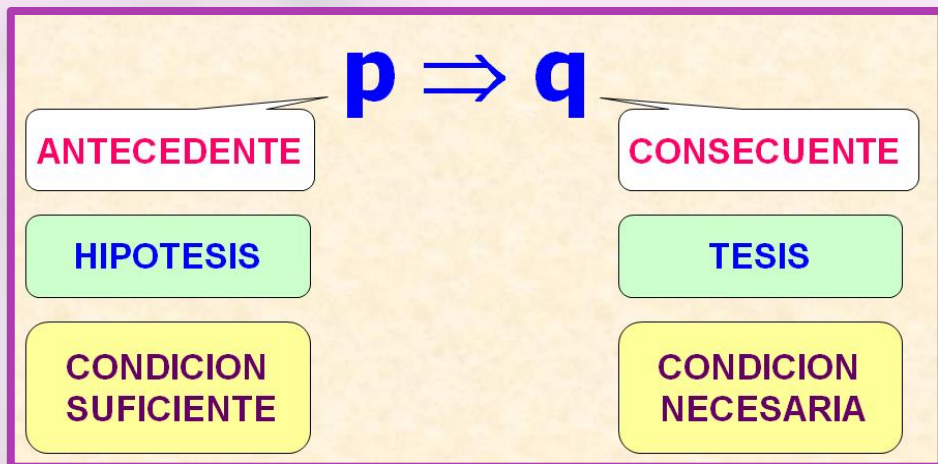 p ⇒ q
ANTECEDENTE
CONSECUENTE
HIPOTESIS
TESIS
CONDICION
SUFICIENTE
CONDICION
NECESARIA